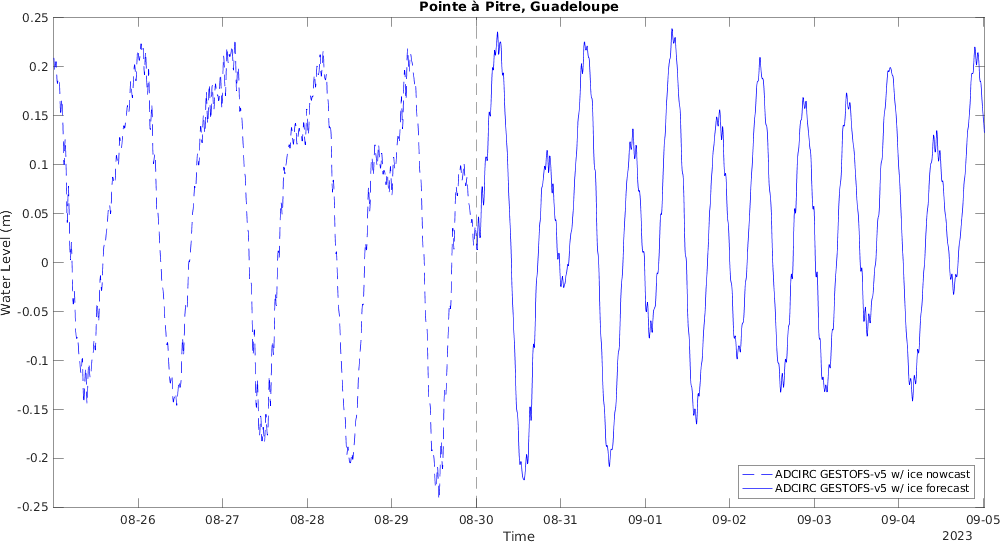 Pointe à Pitre, Guadeloupe
0.25
0.2
0.15
0.1
0.05
0
-0.05
-0.1
-0.15
-0.2
-0.25
Water Level (m)
ADCIRC GESTOFS-v5 w/ ice nowcast
ADCIRC GESTOFS-v5 w/ ice forecast
08-26 08-27 08-28 08-29 08-30 08-31 09-01 09-02 09-03 09-04 09-05
Time
2023